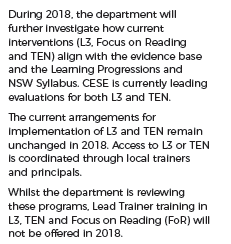 During 2018, the department will
further investigate how current
interventions (L3, Focus on Reading
and TEN) align with the evidence base
and the Learning Progressions and
NSW Syllabus. CESE is currently leading
evaluations for both L3 and TEN.
The current arrangements for
implementation of L3 and TEN remain
unchanged in 2018. Access to L3 or TEN
is coordinated through local trainers
and principals.
Whilst the department is reviewing
these programs, Lead Trainer training in
L3, TEN and Focus on Reading (FoR) will
not be offered in 2018.